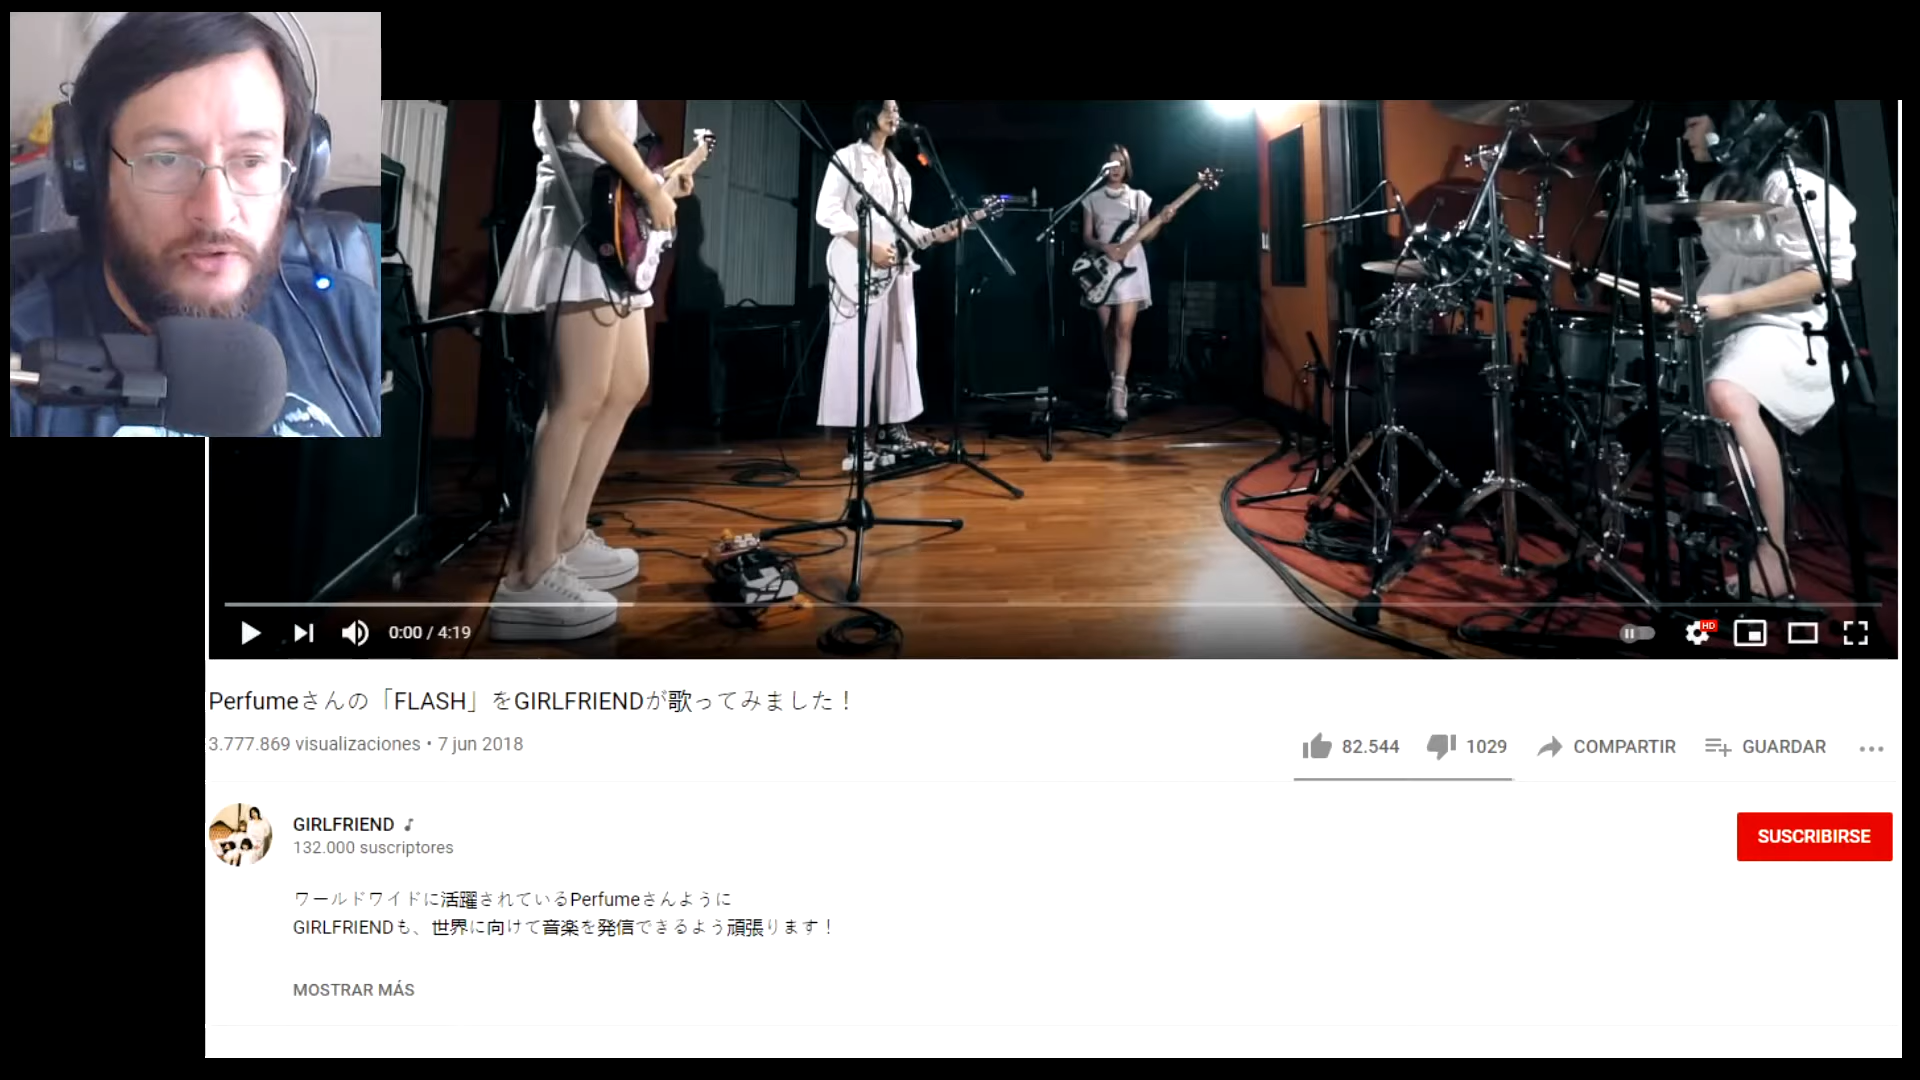 0:00 / 4:19
HD
Perfumeさんの「FLASH」をGIRLFRIENDが歌ってみました！
3.777.869 visualizaciones • 7 jun 2018
82.544
1029
COMPARTIR
GUARDAR
GIRLFRIEND
132.000 suscriptores
SUSCRIBIRSE
ワールドワイドに活躍されているPerfumeさんように
GIRLFRIENDも、世界に向けて音楽を発信できるよう頑張ります！
MOSTRAR MÁS